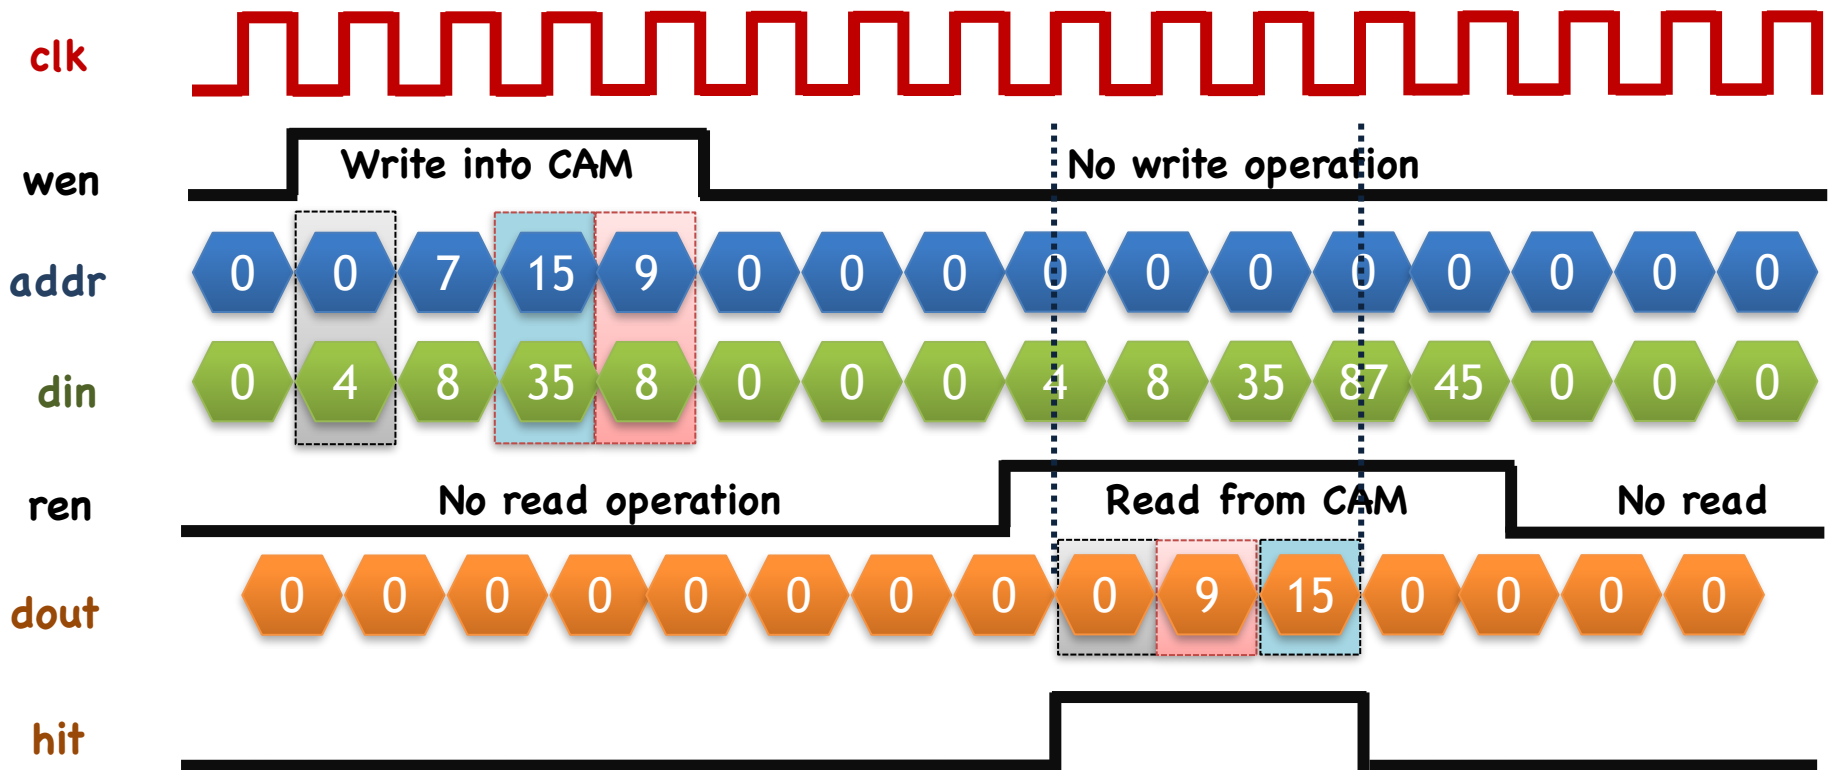 clk
wen Write into CAM No write operation
addr 0 0 7 15 9 0 0 0 0 0 0 0 0 0 0 0
din 0 4 8 35 8 0 0 0 4 8 35 87 45 0 0 0
ren No read operation Read from CAM No read
dout 0 0 0 0 0 0 0 0 0 9 15 0 0 0 0
hit